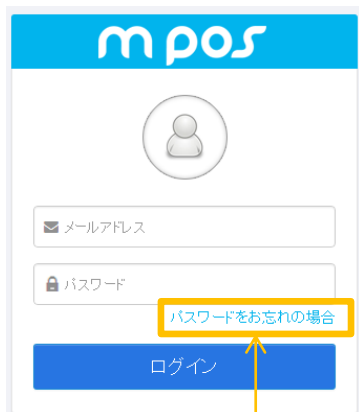 mpos
メールアドレス
パスワード
パスワードをお忘れの場合
ログイン